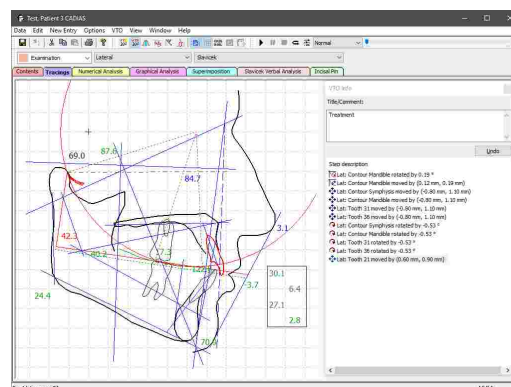 Test, Patient 3 CADIAS
Data Edit New Entry Options VTO View Window Help
Normal
Examination Lateral Slavicek
Contents Tracings Numerical Analysis Graphical Analysis Superimposition Slavicek Verbal Analysis Incisal Pin
VTO Info
Title/Comment:
Treatment
Undo
Step description
Lat: Contour Mandible rotated by 0.19 °
Lat: Contour Mandible moved by (0.12 mm, 0.19 mm)
Lat: Contour Symphysis moved by (-0.80 mm, 1.10 mm)
Lat: Contour Mandible moved by (-0.80 mm, 1.10 mm)
Lat: Tooth 31 moved by (-0.80 mm, 1.10 mm)
Lat: Tooth 36 moved by (-0.80 mm, 1.10 mm)
Lat: Contour Symphysis rotated by -0.53 °
Lat: Contour Mandible rotated by -0.53 °
Lat: Tooth 31 rotated by -0.53 °
Lat: Tooth 36 rotated by -0.53 °
Lat: Tooth 21 moved by (0.60 mm, 0.90 mm)
87.6
69.0
84.7
3.1
42.3
40.2
-3.7
30.1
6.4
27.1
2.8
24.4